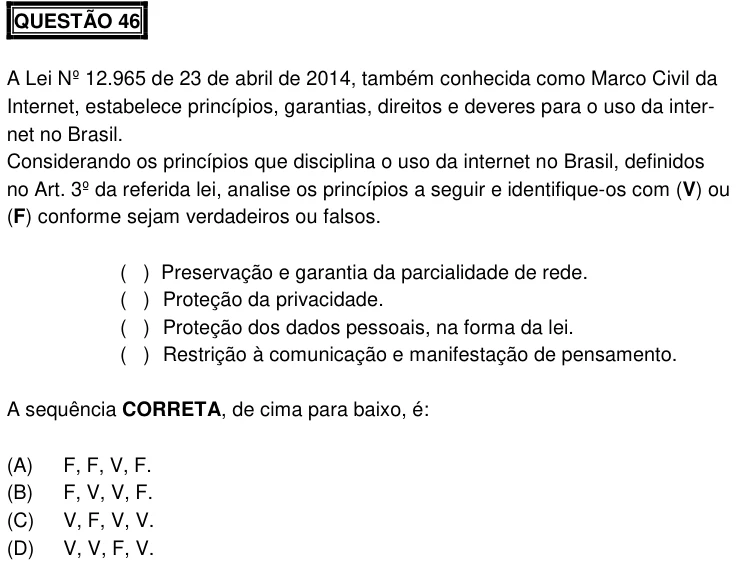 QUESTÃO 46
A Lei Nº 12.965 de 23 de abril de 2014, também conhecida como Marco Civil da
Internet, estabelece princípios, garantias, direitos e deveres para o uso da inter-
net no Brasil.
Considerando os princípios que disciplina o uso da internet no Brasil, definidos
no Art. 3º da referida lei, analise os princípios a seguir e identifique-os com (V) ou
(F) conforme sejam verdadeiros ou falsos.
( ) Preservação e garantia da parcialidade de rede.
( ) Proteção da privacidade.
( ) Proteção dos dados pessoais, na forma da lei.
( ) Restrição à comunicação e manifestação de pensamento.
A sequência CORRETA, de cima para baixo, é:
(A) F, F, V, F.
(B) F, V, V, F.
(C) V, F, V, V.
(D) V, V, F, V.